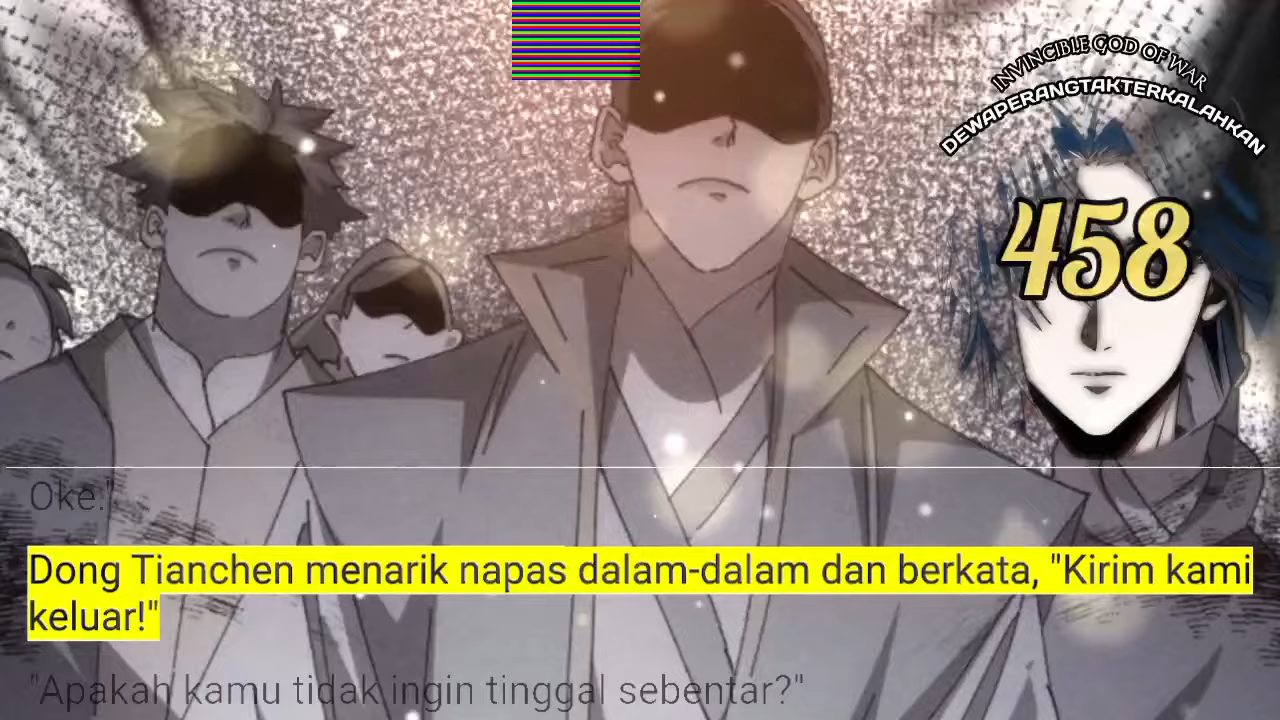 INVINCIBLE GOD OF WAR
DEWAPERANGTAKTERKALAHKAN
458
Oke."
Dong Tianchen menarik napas dalam-dalam dan berkata, "Kirim kami
keluar!"
"Apakah kamu tidak ingin tinggal sebentar?"